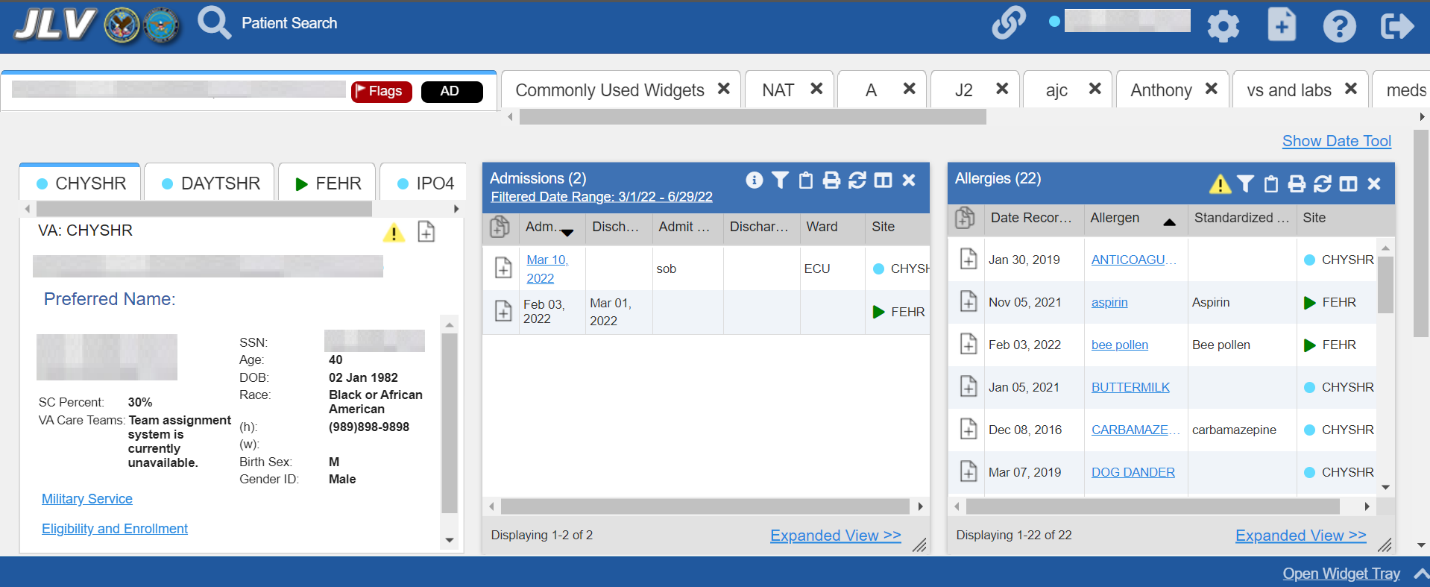 JLV Patient Search
Flags AD Commonly Used Widgets NAT A J2 ajc Anthony vs and labs meds
Show Date Tool
CHYSHR DAYTSHR FEHR IPO4
VA: CHYSHR
Preferred Name:
SSN:
Age: 40
DOB: 02 Jan 1982
Race: Black or African
American
(h): (989)898-9898
(w):
Birth Sex: M
Gender ID: Male
SC Percent: 30%
VA Care Teams: Team assignment
system is
currently
unavailable.
Military Service
Eligibility and Enrollment
Admissions (2)
Filtered Date Range: 3/1/22 - 6/29/22
Adm... Disch... Admit ... Dischar... Ward Site
Mar 10, 2022 sob ECU CHYSH
Feb 03, 2022 Mar 01, 2022 FEHR
Displaying 1-2 of 2 Expanded View >>
Allergies (22)
Date Recor... Allergen Standardized ... Site
Jan 30, 2019 ANTICOAGU... CHYSHR
Nov 05, 2021 aspirin Aspirin FEHR
Feb 03, 2022 bee pollen Bee pollen FEHR
Jan 05, 2021 BUTTERMILK CHYSHR
Dec 08, 2016 CARBAMAZE... carbamazepine CHYSHR
Mar 07, 2019 DOG DANDER CHYSHR
Displaying 1-22 of 22 Expanded View >>
Open Widget Tray